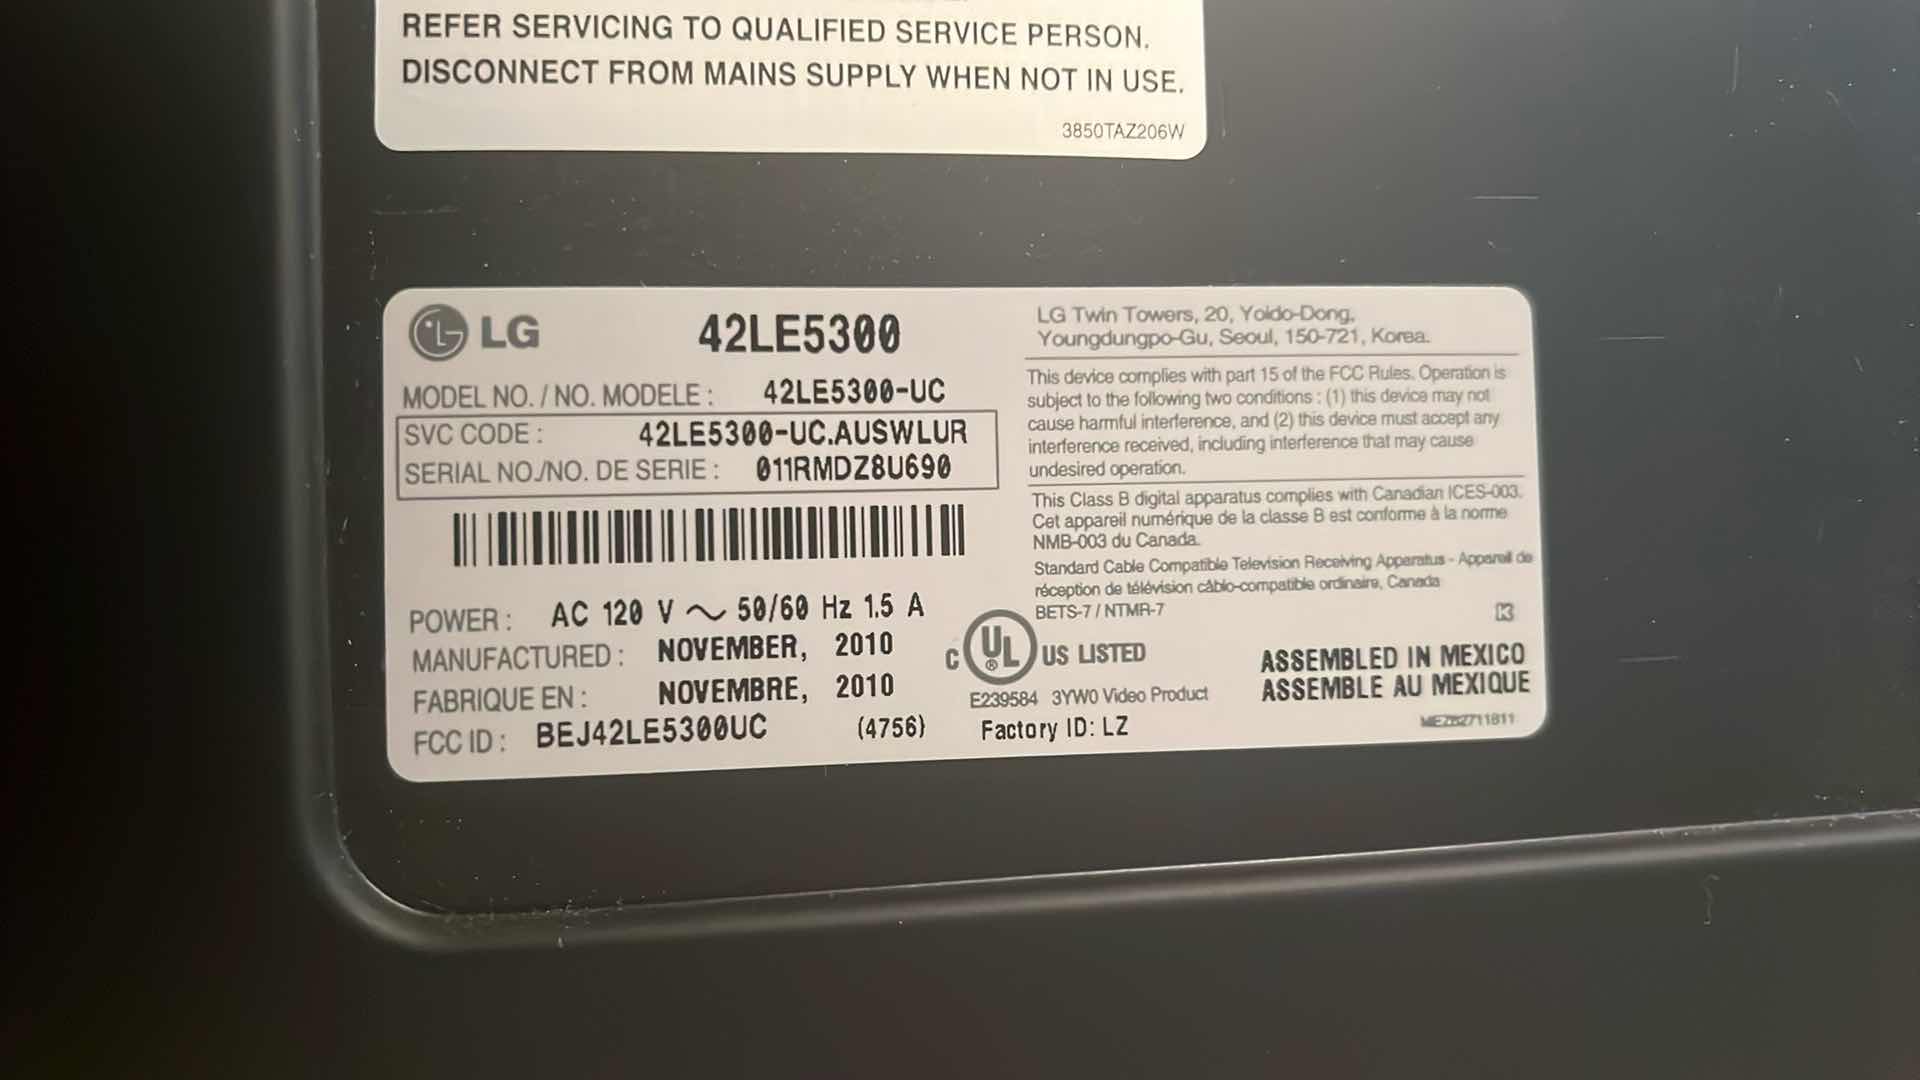 REFER SERVICING TO QUALIFIED SERVICE PERSON.
DISCONNECT FROM MAINS SUPPLY WHEN NOT IN USE.
3850TAZ206W
LG
42LE5300
MODEL NO. / NO. MODELE : 42LE5300-UC
SVC CODE : 42LE5300-UC.AUSWLUR
SERIAL NO./NO. DE SERIE : 011RMDZ8U690
POWER : AC 120 V ~ 50/60 Hz 1.5 A
MANUFACTURED : NOVEMBER, 2010
FABRIQUE EN : NOVEMBRE, 2010
FCC ID : BEJ42LE5300UC (4756)
LG Twin Towers, 20, Yoido-Dong,
Youngdungpo-Gu, Seoul, 150-721, Korea.
This device complies with part 15 of the FCC Rules. Operation is
subject to the following two conditions : (1) this device may not
cause harmful interference, and (2) this device must accept any
interference received, including interference that may cause
undesired operation.
This Class B digital apparatus complies with Canadian ICES-003.
Cet appareil numérique de la classe B est conforme à la norme
NMB-003 du Canada.
Standard Cable Compatible Television Receiving Apparatus - Appareil de
réception de télévision câblo-compatible ordinaire, Canada
BETS-7 / NTMR-7
C UL ® US LISTED
E239584 3YW0 Video Product
Factory ID: LZ
K
ASSEMBLED IN MEXICO
ASSEMBLE AU MEXIQUE